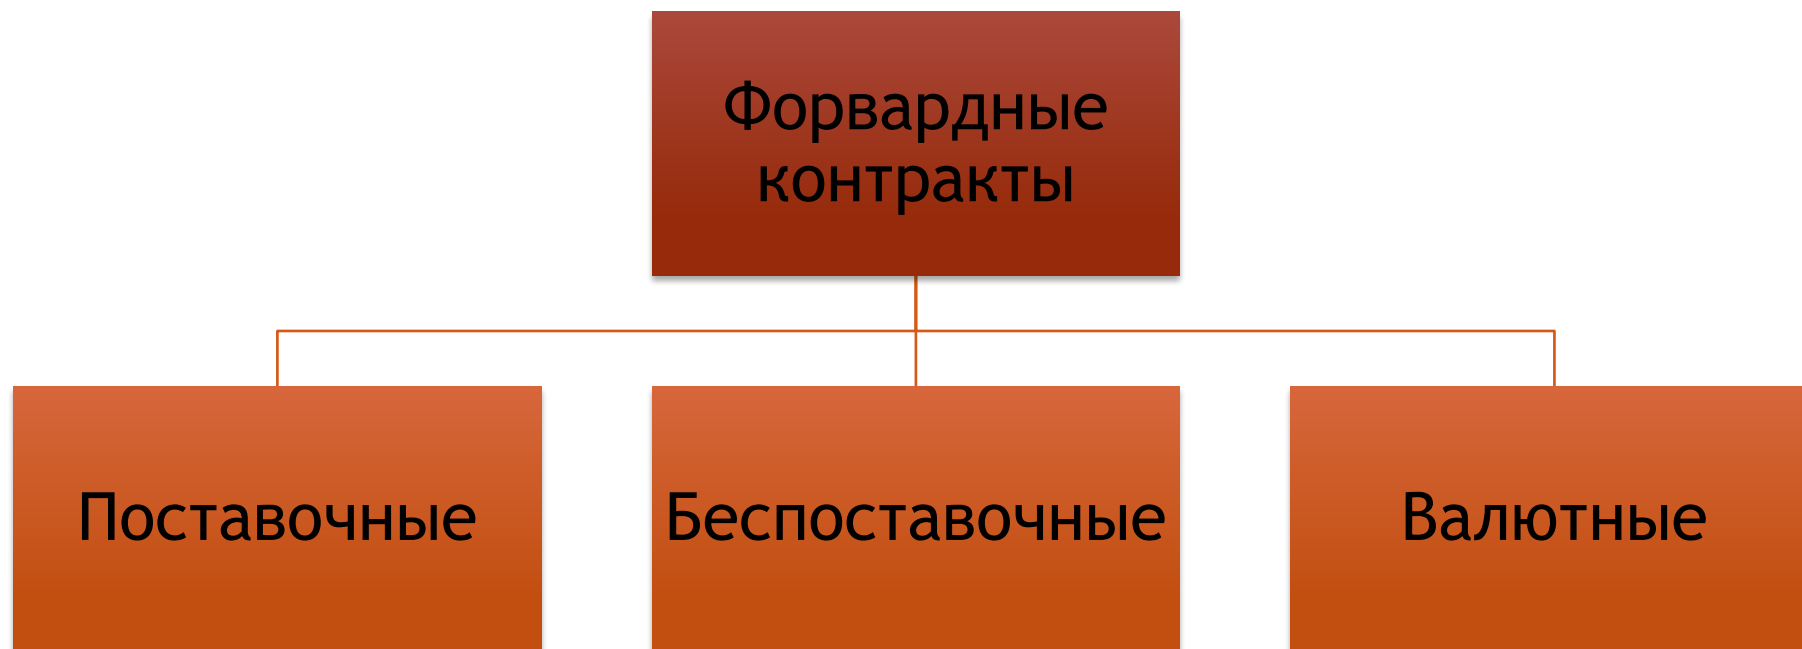 Форвардные
контракты
Поставочные
Беспоставочные
Валютные